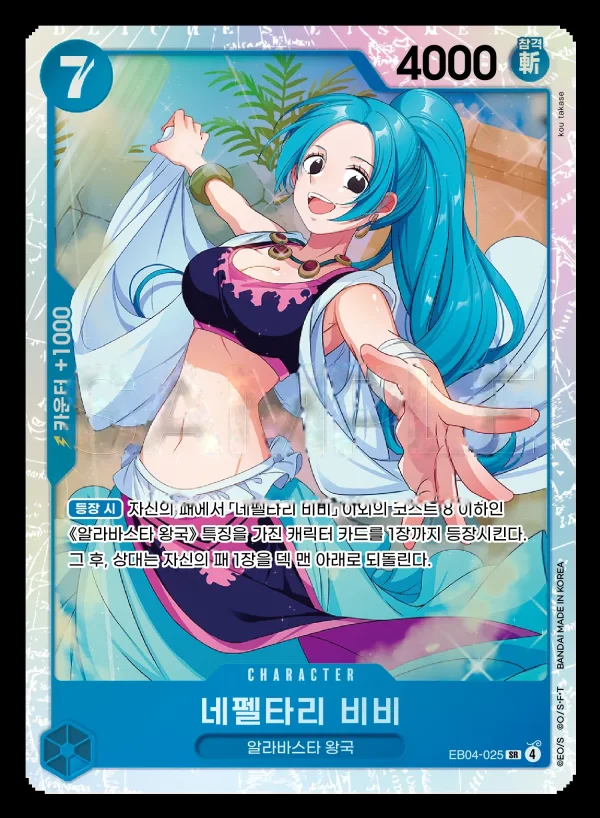 7
4000
참격
斬
kou takase
카운터 +1000
SAMPLE
등장 시 자신의 패에서 「네펠타리 비비」 이외의 코스트 8 이하인
《알라바스타 왕국》 특징을 가진 캐릭터 카드를 1장까지 등장시킨다.
그 후, 상대는 자신의 패 1장을 덱 맨 아래로 되돌린다.
CHARACTER
네펠타리 비비
알라바스타 왕국
EB04-025 SR 4
©EO/S ©O/S·F·T BANDAI MADE IN KOREA